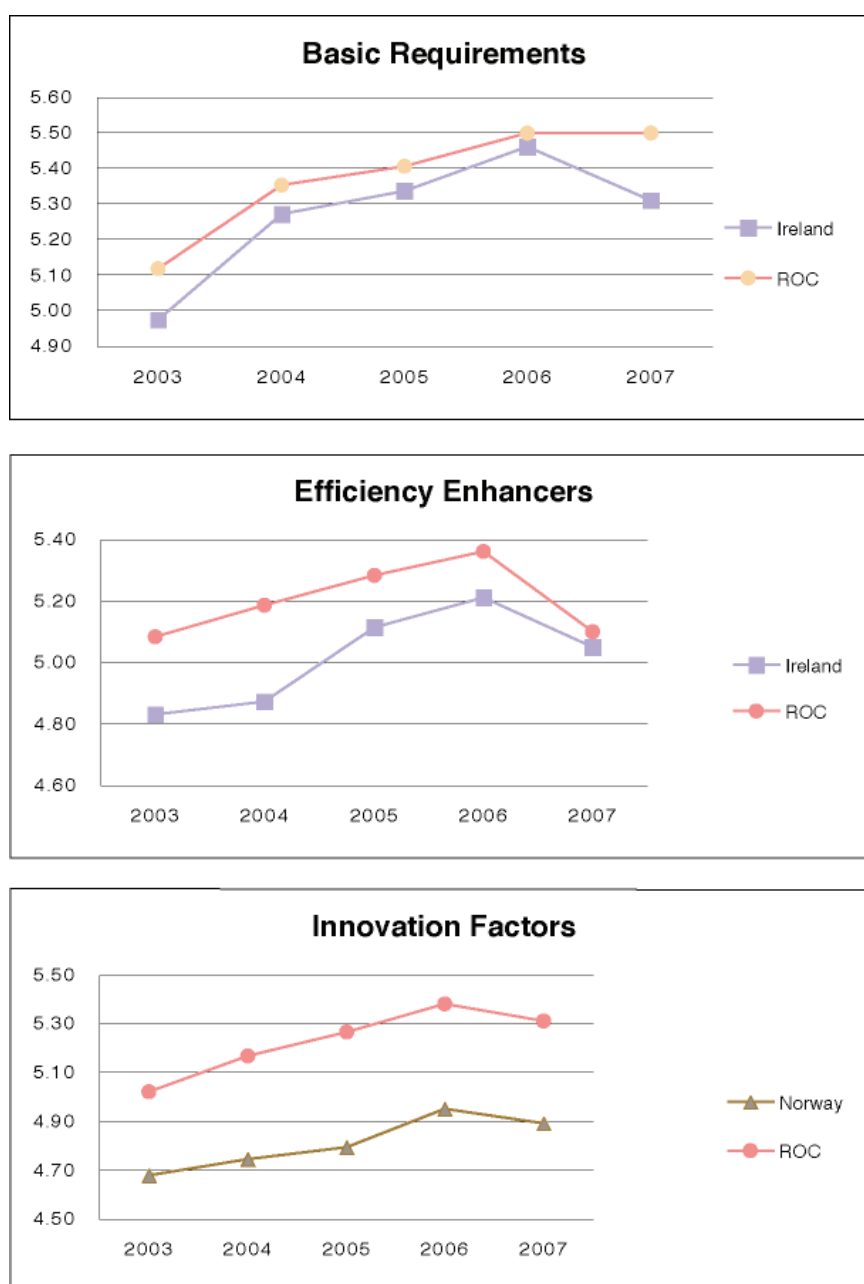 Basic Requirements
5.60
5.50
5.40
5.30
5.20
5.10
5.00
4.90
2003 2004 2005 2006 2007
Ireland
ROC
Efficiency Enhancers
5.40
5.20
5.00
4.80
4.60
2003 2004 2005 2006 2007
Ireland
ROC
Innovation Factors
5.50
5.30
5.10
4.90
4.70
4.50
2003 2004 2005 2006 2007
Norway
ROC